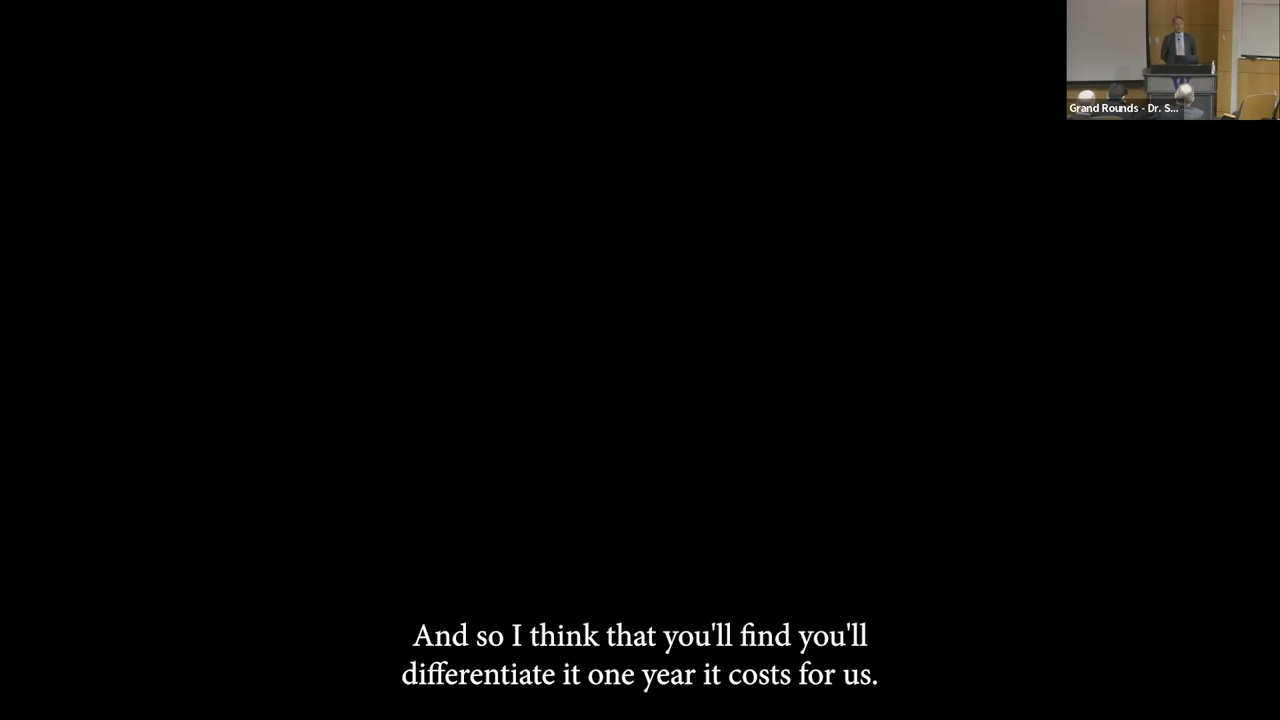 Grand Rounds - Dr. S...
W
And so I think that you'll find you'll
differentiate it one year it costs for us.